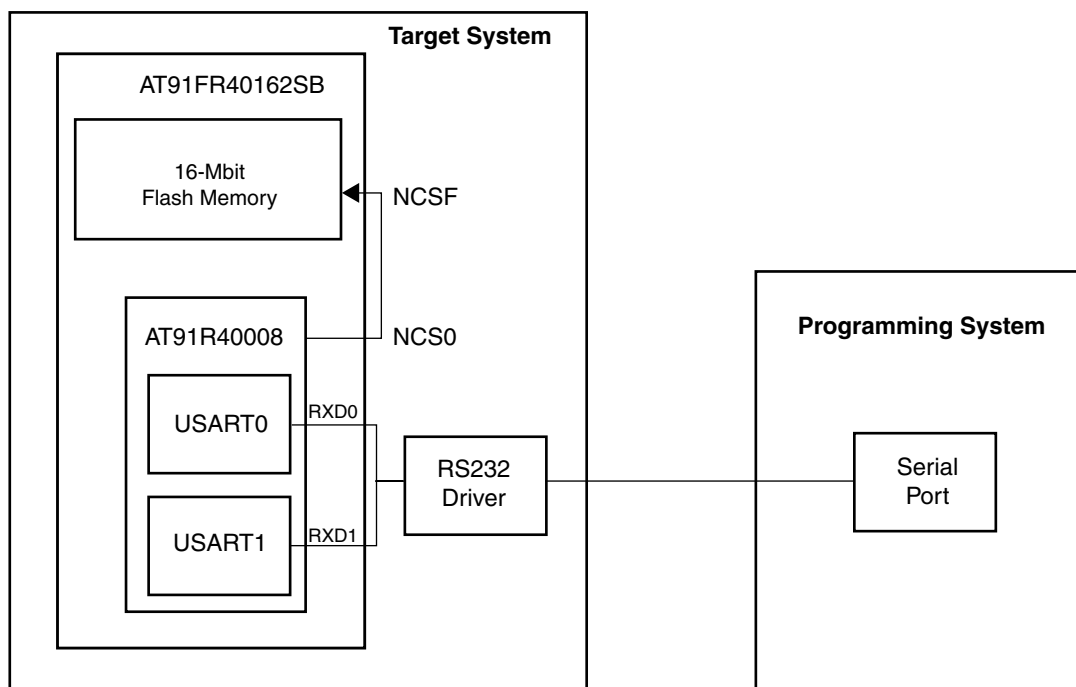 Target System
AT91FR40162SB
16-Mbit
Flash Memory
NCSF
AT91R40008
NCS0
USART0
RXD0
USART1
RXD1
RS232
Driver
Programming System
Serial
Port